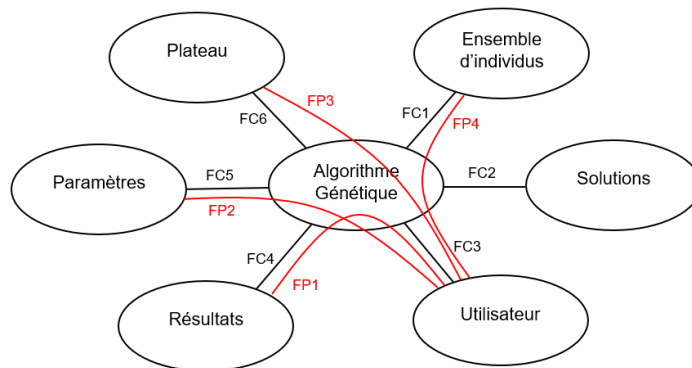 Plateau
Ensemble
d'individus
FP3
FC1
FC6
FP4
Algorithme
Génétique
Paramètres
FC5
FC2
Solutions
FP2
FC4
FC3
FP1
Résultats
Utilisateur